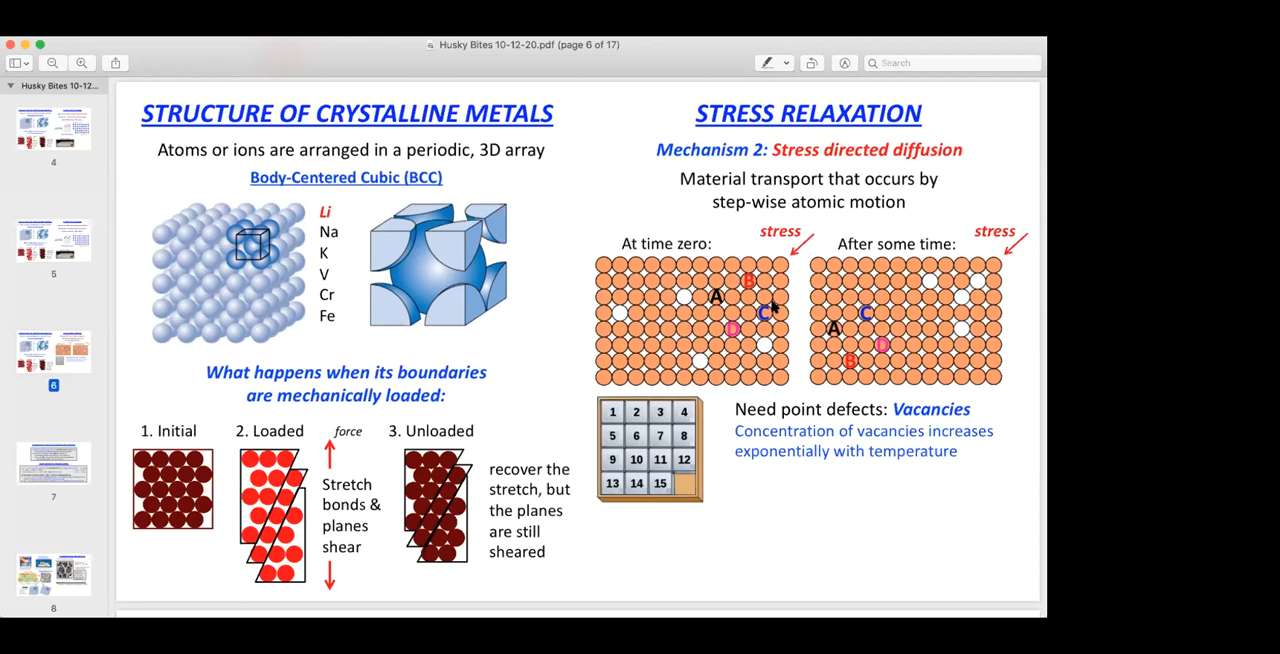 Husky Bites 10-12-20.pdf (page 6 of 17)
Search
Husky Bites 10-12...
4
5
6
7
8
STRUCTURE OF CRYSTALLINE METALS
Atoms or ions are arranged in a periodic, 3D array
Body-Centered Cubic (BCC)
Li
Na
K
V
Cr
Fe
What happens when its boundaries
are mechanically loaded:
1. Initial
2. Loaded
force
3. Unloaded
Stretch
bonds &
planes
shear
recover the
stretch, but
the planes
are still
sheared
STRESS RELAXATION
Mechanism 2: Stress directed diffusion
Material transport that occurs by
step-wise atomic motion
At time zero:
stress
A
B
C
D
After some time:
stress
C
A
D
B
1 2 3 4
5 6 7 8
9 10 11 12
13 14 15
Need point defects: Vacancies
Concentration of vacancies increases
exponentially with temperature